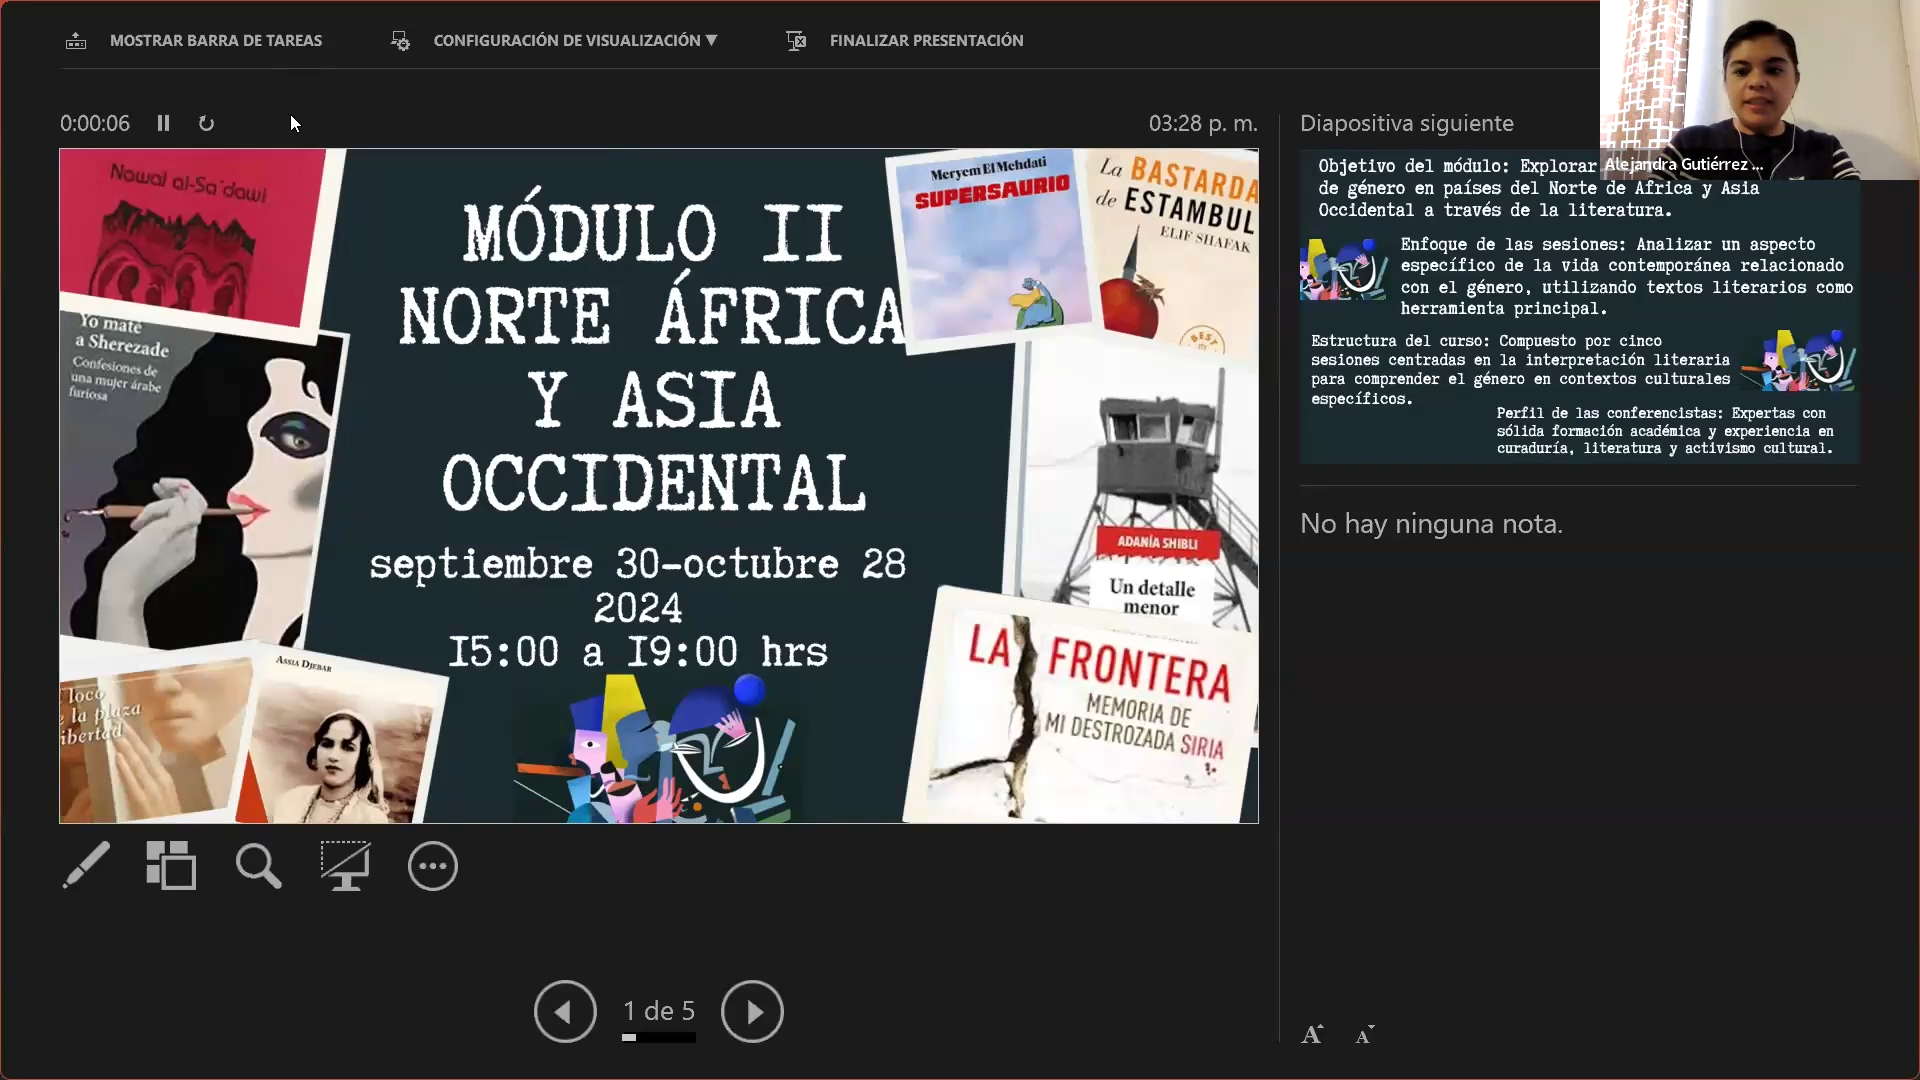 MOSTRAR BARRA DE TAREAS
CONFIGURACIÓN DE VISUALIZACIÓN ▼
FINALIZAR PRESENTACIÓN
0:00:06
03:28 p. m.
Nawal al-Sa'dawi
Yo maté
a Sherezade
Confesiones de
una mujer árabe
furiosa
loco
la plaza
ibertad
ASSIA DJEBAR
MÓDULO II
NORTE ÁFRICA
Y ASIA
OCCIDENTAL
septiembre 30-octubre 28
2024
15:00 a 19:00 hrs
Meryem El Mehdati
SUPERSAURIO
La BASTARDA
de ESTAMBUL
ELIF SHAFAK
BEST
ADANÍA SHIBLI
Un detalle
menor
LA FRONTERA
MEMORIA DE
MI DESTROZADA SIRIA
1 de 5
Diapositiva siguiente
Alejandra Gutiérrez ...
Objetivo del módulo: Explorar
de género en países del Norte de África y Asia
Occidental a través de la literatura.
Enfoque de las sesiones: Analizar un aspecto
específico de la vida contemporánea relacionado
con el género, utilizando textos literarios como
herramienta principal.
Estructura del curso: Compuesto por cinco
sesiones centradas en la interpretación literaria
para comprender el género en contextos culturales
específicos.
Perfil de las conferencistas: Expertas con
sólida formación académica y experiencia en
curaduría, literatura y activismo cultural.
No hay ninguna nota.
A A